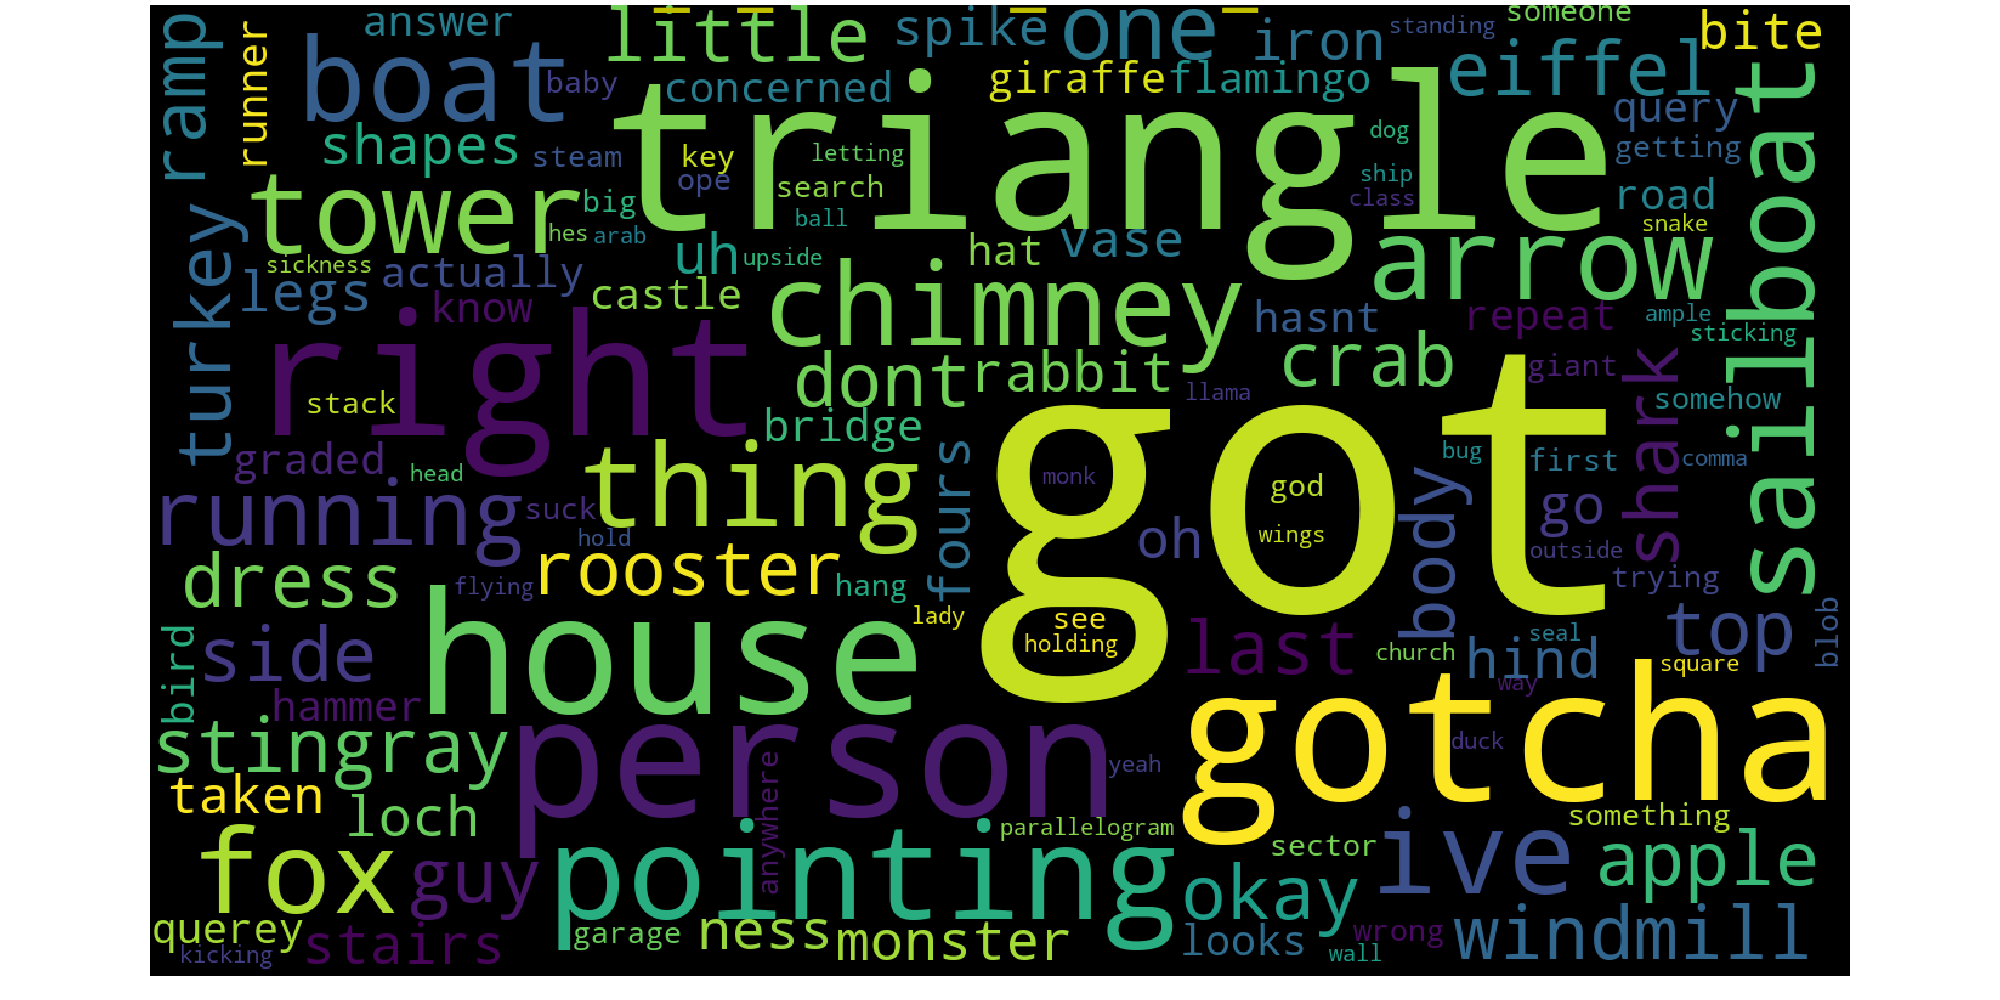 ramp
runner
answer
boat
baby
little
concerned
spike
one
iron
standing
someone
bite
giraffe
flamingo
eiffel
query
getting
sailboat
shapes
steam
key
ope
letting
search
ball
triangle
dog
ship
class
road
snake
turkey
tower
big
hes
arab
sickness
legs
actually
uh
upside
castle
hat
vase
arrow
know
chimney
hasnt
repeat
ample
sticking
right
dont
rabbit
crab
giant
shark
somehow
stack
llama
bridge
graded
head
fours
got
monk
god
wings
bug
first
comma
body
go
running
suck
hold
thing
oh
outside
trying
dress
flying
rooster
hang
lady
see
holding
last
church
seal
hind
top
square
way
blob
bird
side
hammer
house
stingray
person
anywhere
yeah
gotcha
duck
taken
loch
parallelogram
something
fox
guy
pointing
okay
sector
ive
apple
querey
kicking
stairs
garage
ness
monster
looks
wrong
wall
windmill